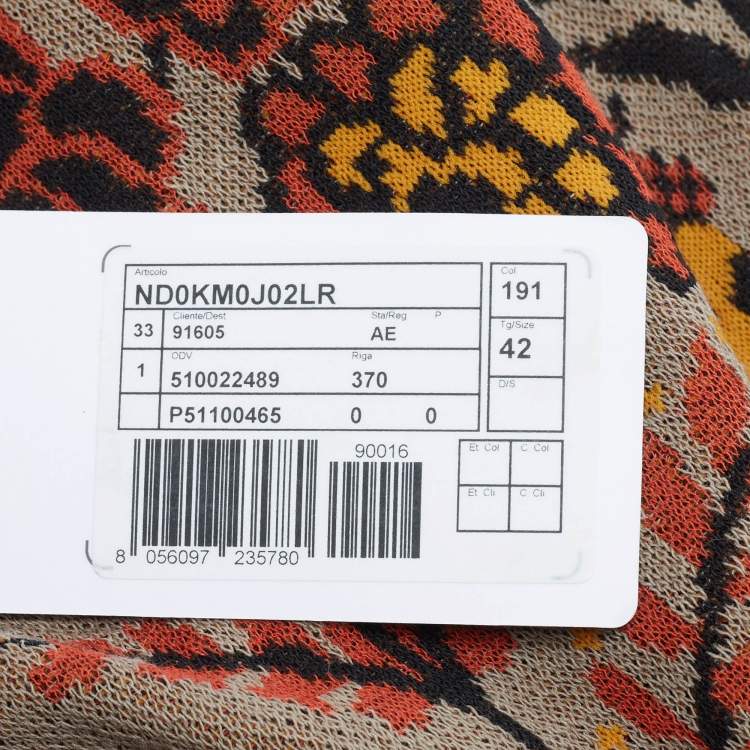 Articolo
ND0KM0J02LR
Col
191
33
Cliente/Dest
91605
Sta/Reg
AE
P
Tg/Size
42
1
ODV
510022489
Riga
370
D/S
P51100465 0 0
Et Col C Col
Et Cli C. Cli
90016
8 056097 235780